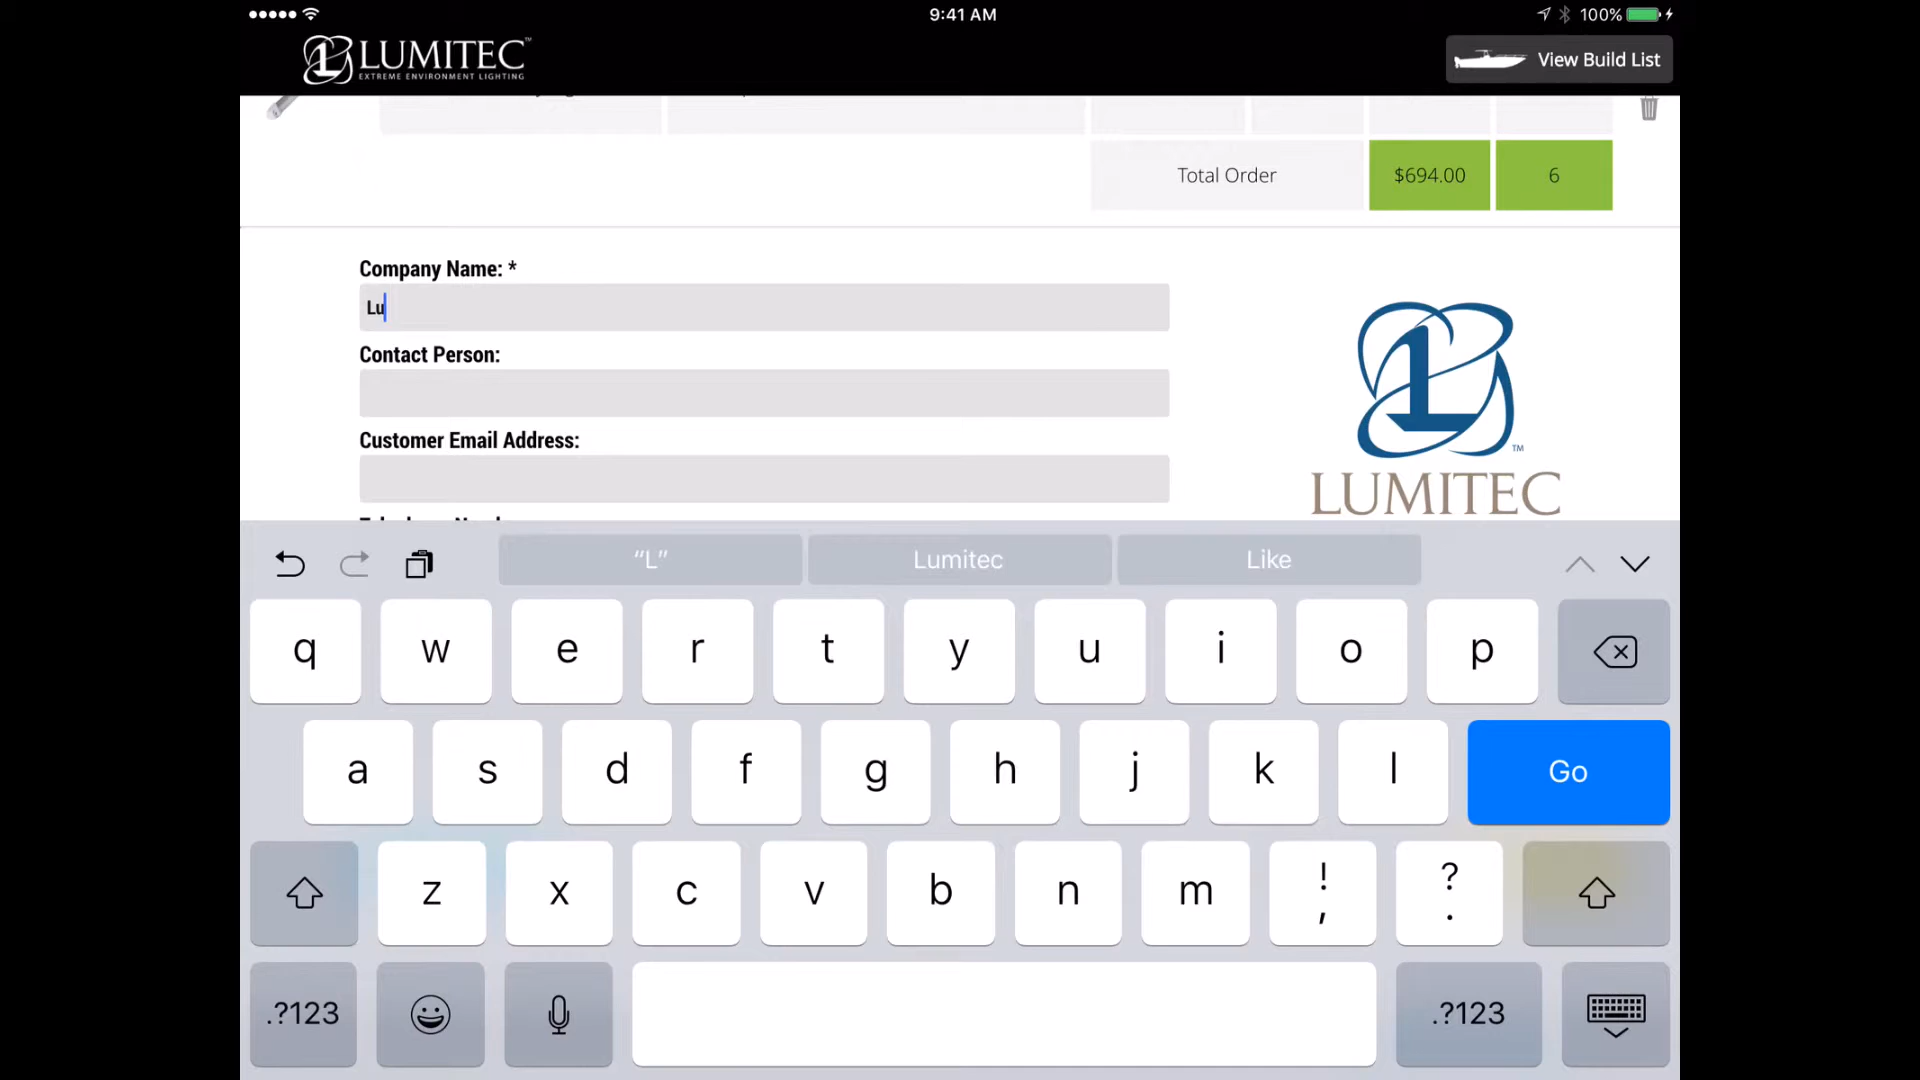 9:41 AM
100%
LUMITEC™
EXTREME ENVIRONMENT LIGHTING
View Build List
Total Order
$694.00
6
Company Name: *
Lu
Contact Person:
Customer Email Address:
TM
LUMITEC
“L”
Lumitec
Like
q w e r t y u i o p
a s d f g h j k l
Go
z x c v b n m ! , ? .
.?123
.?123